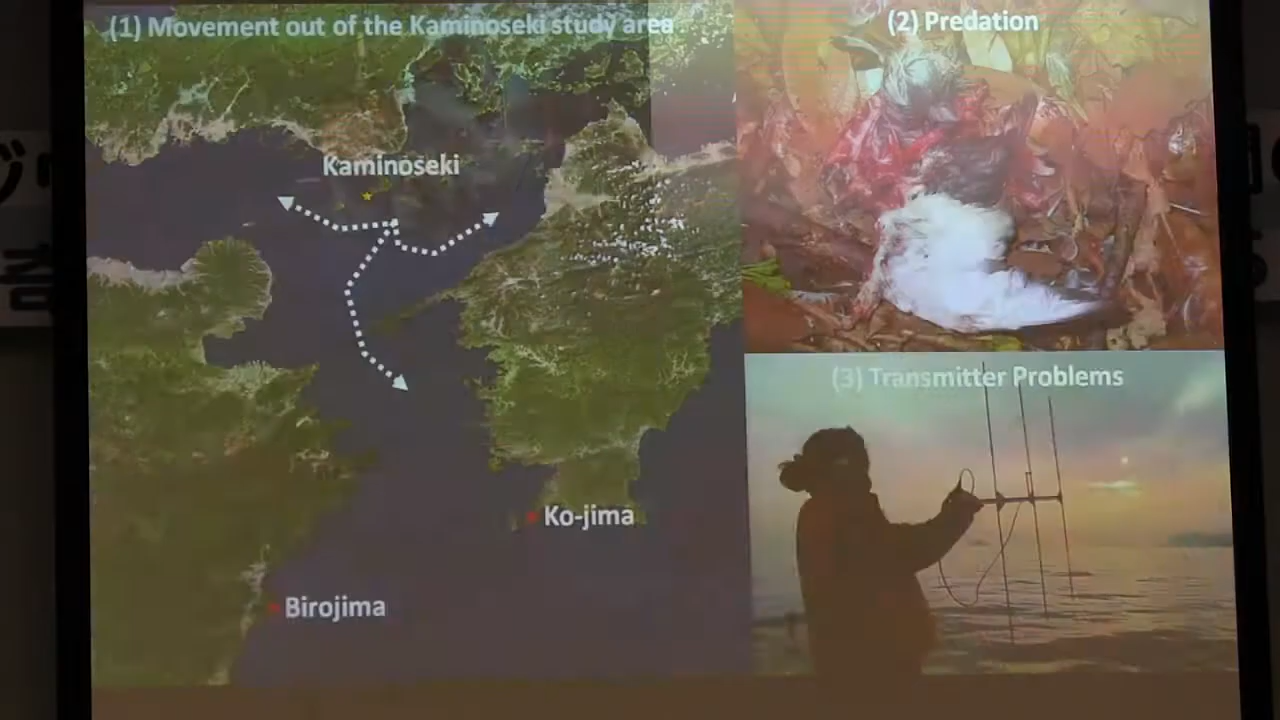 (1) Movement out of the Kaminoseki study area
(2) Predation
Kaminoseki
(3) Transmitter Problems
Ko-jima
Birojima